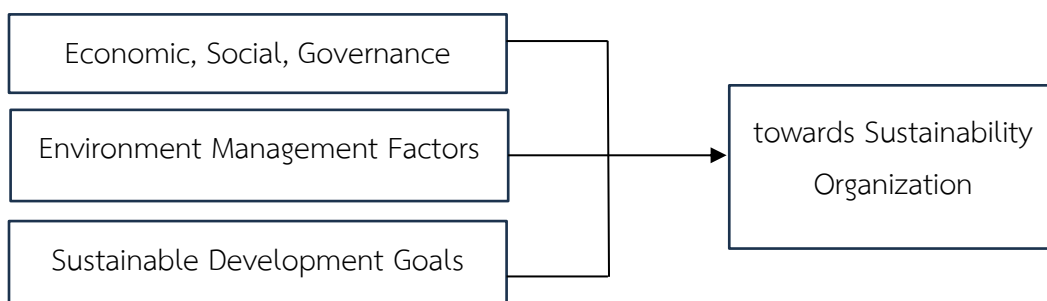 Economic, Social, Governance
Environment Management Factors
Sustainable Development Goals
towards Sustainability
Organization